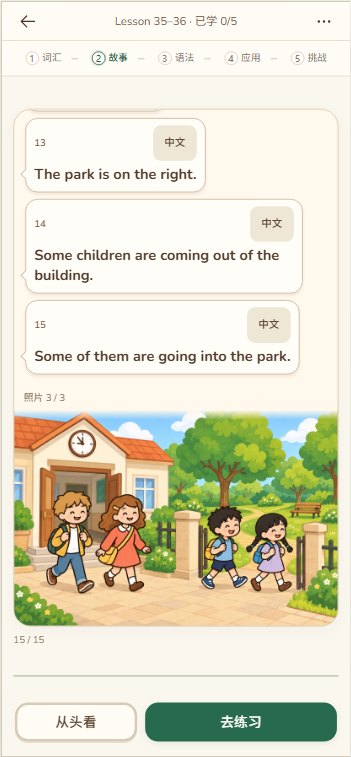 Lesson 35–36 · 已学 0/5
1 词汇 – 2 故事 – 3 语法 – 4 应用 – 5 挑战
13 中文
The park is on the right.
14 中文
Some children are coming out of the
building.
15 中文
Some of them are going into the park.
照片 3 / 3
15 / 15
从头看 去练习